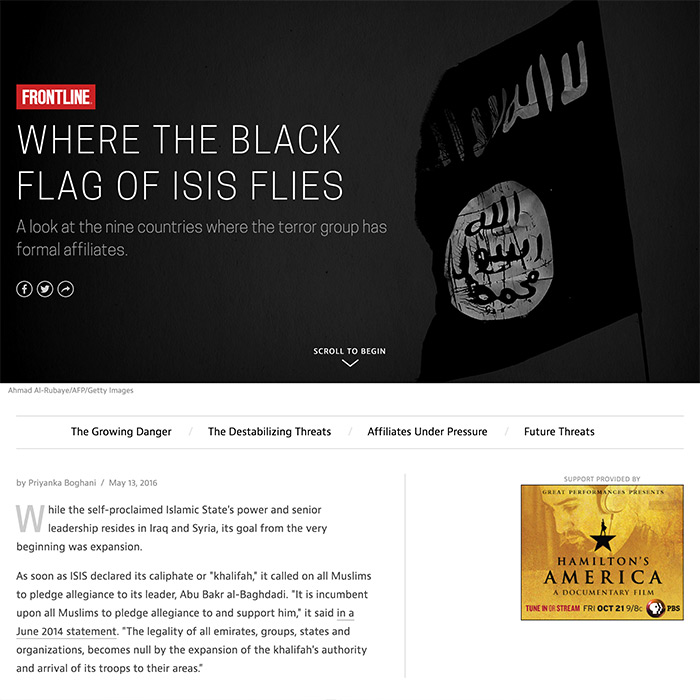 لا إله إلا الله
الله
رسول
محمد
FRONTLINE
WHERE THE BLACK
FLAG OF ISIS FLIES
A look at the nine countries where the terror group has
formal affiliates.
SCROLL TO BEGIN
Ahmad Al-Rubaye/AFP/Getty Images
The Growing Danger / The Destabilizing Threats / Affiliates Under Pressure / Future Threats
by Priyanka Boghani / May 13, 2016
While the self-proclaimed Islamic State's power and senior
leadership resides in Iraq and Syria, its goal from the very
beginning was expansion.
As soon as ISIS declared its caliphate or "khalifah," it called on all Muslims
to pledge allegiance to its leader, Abu Bakr al-Baghdadi. "It is incumbent
upon all Muslims to pledge allegiance to and support him," it said in a
June 2014 statement. "The legality of all emirates, groups, states and
organizations, becomes null by the expansion of the khalifah's authority
and arrival of its troops to their areas."
SUPPORT PROVIDED BY
GREAT PERFORMANCES PRESENTS
HAMILTON'S
AMERICA
A DOCUMENTARY FILM
TUNE IN OR STREAM FRI OCT 21 9/8c PBS